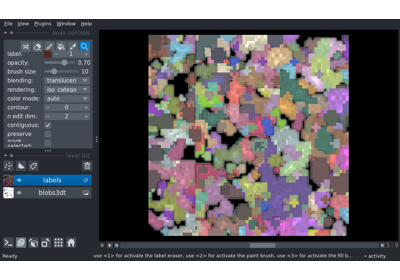 File View Plugins Window Help
layer controls
label: 1
opacity: 0.70
brush size: 10
blending: translucen
rendering: iso_catego
color mode: auto
contour: 0
n edit dim: 2
contiguous:
preserve
selected:
layer list
labels
blobs3dt
Ready
use <1> for activate the label eraser, use <2> for activate the paint brush, use <3> for activate the fill b...
activity